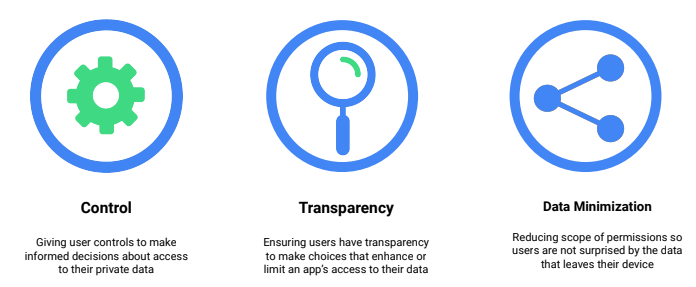 Control
Giving user controls to make
informed decisions about access
to their private data
Transparency
Ensuring users have transparency
to make choices that enhance or
limit an app's access to their data
Data Minimization
Reducing scope of permissions so
users are not surprised by the data
that leaves their device